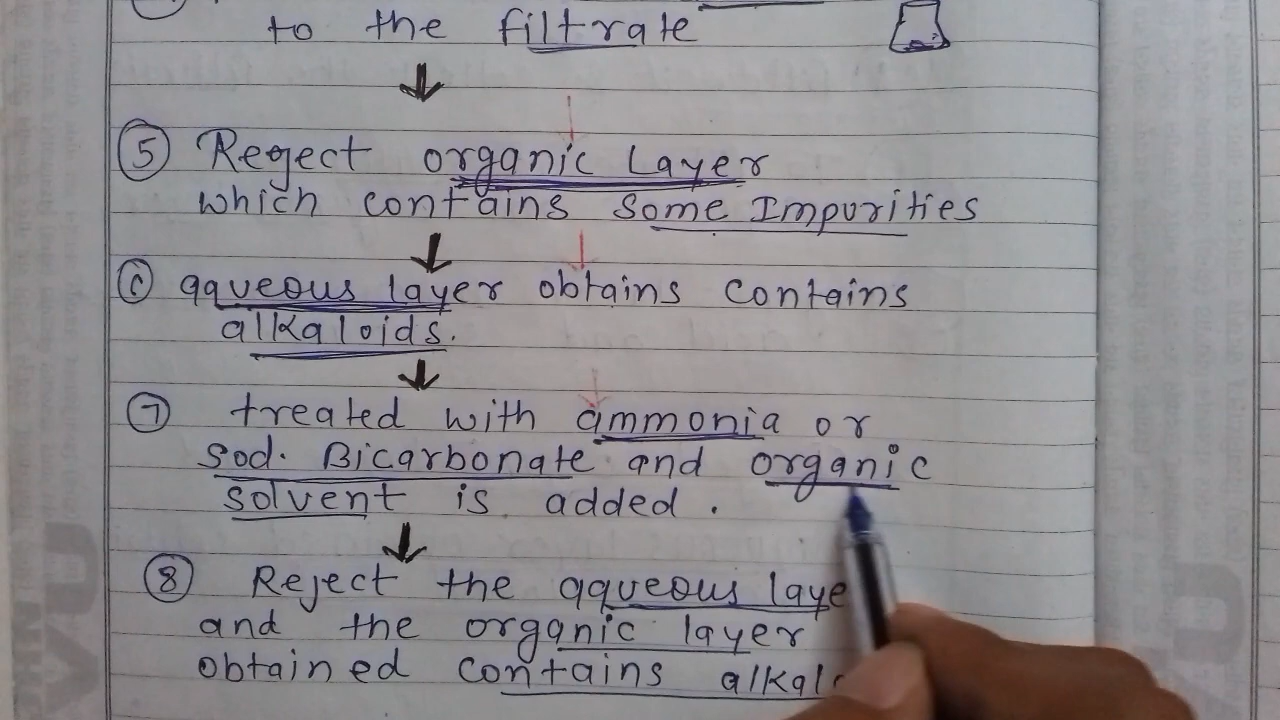 to the filtrate
5 Reject organic Layer
which contains some Impurities
6 aqueous layer obtains contains
alkaloids.
7 treated with ammonia or
sod. Bicarbonate and organic
solvent is added.
8 Reject the aqueous laye
and the organic layer
obtained contains alkal